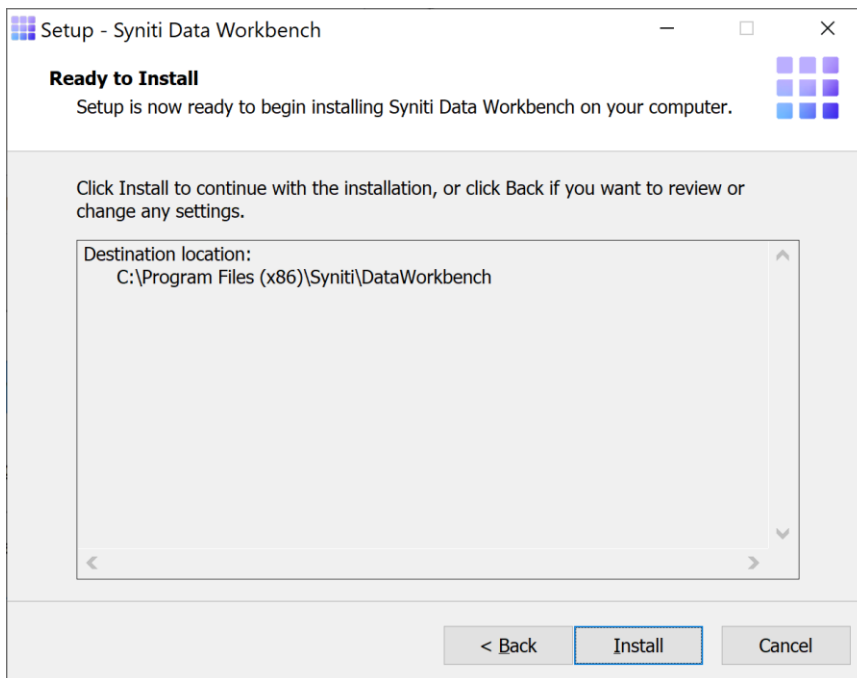 Setup - Syniti Data Workbench
Ready to Install
Setup is now ready to begin installing Syniti Data Workbench on your computer.
Click Install to continue with the installation, or click Back if you want to review or
change any settings.
Destination location:
C:\Program Files (x86)\Syniti\DataWorkbench
< Back
Install
Cancel